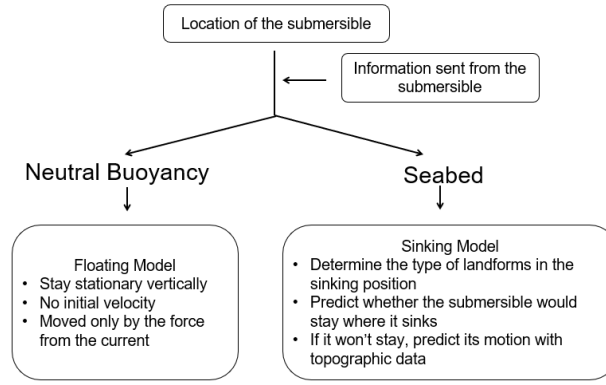 Location of the submersible
Information sent from the
submersible
Neutral Buoyancy
Seabed
Floating Model
• Stay stationary vertically
• No initial velocity
• Moved only by the force
from the current
Sinking Model
• Determine the type of landforms in the
sinking position
• Predict whether the submersible would
stay where it sinks
• If it won't stay, predict its motion with
topographic data